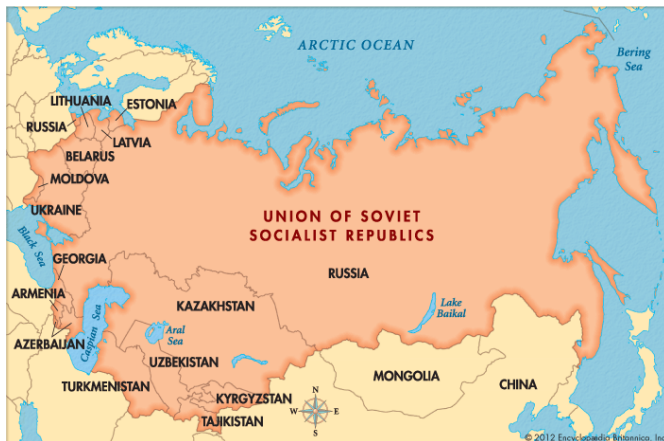 ARCTIC OCEAN
Bering
Sea
LITHUANIA
ESTONIA
RUSSIA
LATVIA
BELARUS
MOLDOVA
UKRAINE
UNION OF SOVIET
SOCIALIST REPUBLICS
Black Sea
GEORGIA
RUSSIA
ARMENIA
KAZAKHSTAN
Caspian Sea
Aral
Sea
Lake
Baikal
AZERBAIJAN
UZBEKISTAN
MONGOLIA
TURKMENISTAN
CHINA
KYRGYZSTAN
TAJIKISTAN
N
W
E
S
© 2012 Encyclopædia Britannica, Inc.